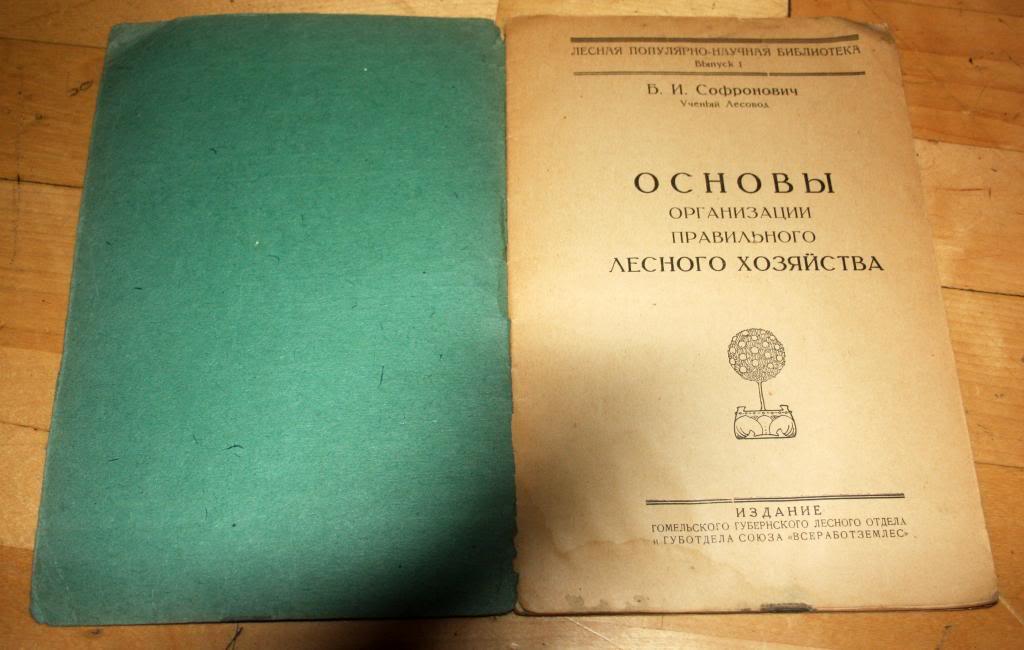 ЛЕСНАЯ ПОПУЛЯРНО-НАУЧНАЯ БИБЛИОТЕКА
Выпуск 1
Б. И. Софронович
Ученый Лесовод
ОСНОВЫ
ОРГАНИЗАЦИИ
ПРАВИЛЬНОГО
ЛЕСНОГО ХОЗЯЙСТВА
ИЗДАНИЕ
ГОМЕЛЬСКОГО ГУБЕРНСКОГО ЛЕСНОГО ОТДЕЛА
и ГУБОТДЕЛА СОЮЗА «ВСЕРАБОТЗЕМЛЕС»